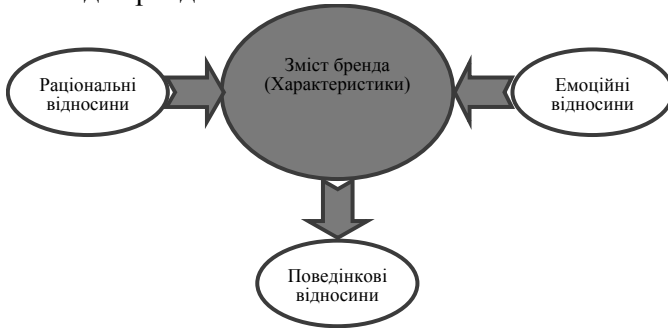 Зміст бренда
(Характеристики)
Раціональні
відносини
Емоційні
відносини
Поведінкові
відносини